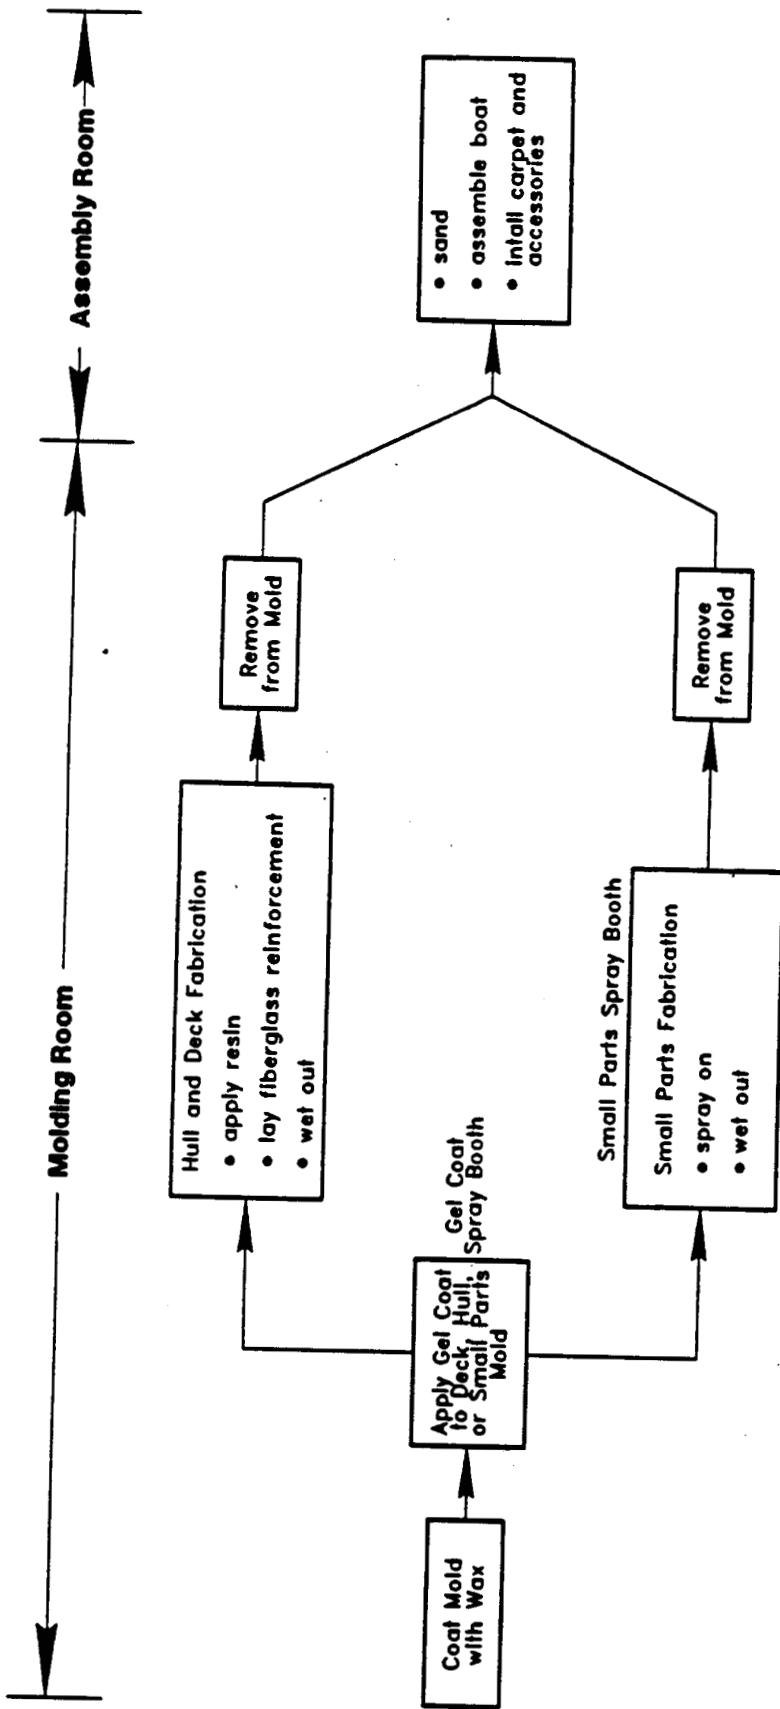 Molding Room
Assembly Room
Coat Mold
with Wax
Apply Gel Coat
to Deck, Hull,
or Small Parts
Mold
Gel Coat
Spray Booth
Hull and Deck Fabrication
• apply resin
• lay fiberglass reinforcement
• wet out
Remove
from Mold
Small Parts Spray Booth
Small Parts Fabrication
• spray on
• wet out
Remove
from Mold
• sand
• assemble boat
• intall carpet and
accessories